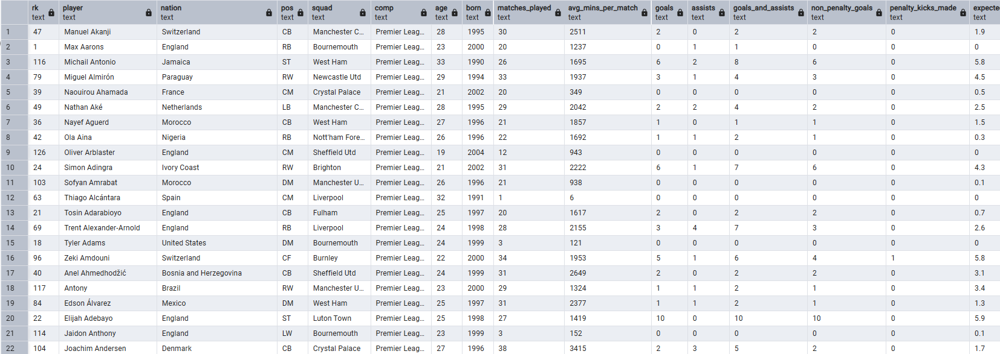 rk player nation pos squad comp age born matches_played avg_mins_per_match goals assists goals_and_assists non_penalty_goals penalty_kicks_made expected
text text text text text text text text text text text text text text text text
1 47 Manuel Akanji Switzerland CB Manchester C... Premier Leag... 28 1995 30 2511 2 0 2 2 0 1.9
2 1 Max Aarons England RB Bournemouth Premier Leag... 23 2000 20 1237 0 1 1 0 0 0
3 116 Michail Antonio Jamaica ST West Ham Premier Leag... 33 1990 26 1695 6 2 8 6 0 5.8
4 79 Miguel Almirón Paraguay RW Newcastle Utd Premier Leag... 29 1994 33 1937 3 1 4 3 0 4.5
5 39 Naouirou Ahamada France CM Crystal Palace Premier Leag... 21 2002 20 349 0 0 0 0 0 0.5
6 49 Nathan Aké Netherlands LB Manchester C... Premier Leag... 28 1995 29 2042 2 2 4 2 0 2.5
7 36 Nayef Aguerd Morocco CB West Ham Premier Leag... 27 1996 21 1857 1 0 1 1 0 1.5
8 42 Ola Aina Nigeria RB Nott'ham Fore... Premier Leag... 26 1996 22 1692 1 1 2 1 0 0.3
9 126 Oliver Arblaster England CM Sheffield Utd Premier Leag... 19 2004 12 943 0 0 0 0 0 0
10 24 Simon Adingra Ivory Coast RW Brighton Premier Leag... 21 2002 31 2222 6 1 7 6 0 4.3
11 103 Sofyan Amrabat Morocco DM Manchester U... Premier Leag... 26 1996 21 938 0 0 0 0 0 0.1
12 63 Thiago Alcántara Spain CM Liverpool Premier Leag... 32 1991 1 6 0 0 0 0 0 0
13 21 Tosin Adarabioyo England CB Fulham Premier Leag... 25 1997 20 1617 2 0 2 2 0 0.7
14 69 Trent Alexander-Arnold England RB Liverpool Premier Leag... 24 1998 28 2155 3 4 7 3 0 2.6
15 18 Tyler Adams United States DM Bournemouth Premier Leag... 24 1999 3 121 0 0 0 0 0 0
16 96 Zeki Amdouni Switzerland CF Burnley Premier Leag... 22 2000 34 1953 5 1 6 4 1 5.8
17 40 Anel Ahmedhodžić Bosnia and Herzegovina CB Sheffield Utd Premier Leag... 24 1999 31 2649 2 0 2 2 0 3.1
18 117 Antony Brazil RW Manchester U... Premier Leag... 23 2000 29 1324 1 1 2 1 0 3.4
19 84 Edson Álvarez Mexico DM West Ham Premier Leag... 25 1997 31 2377 1 1 2 1 0 1.3
20 22 Elijah Adebayo England ST Luton Town Premier Leag... 25 1998 27 1419 10 0 10 10 0 5.9
21 114 Jaidon Anthony England LW Bournemouth Premier Leag... 23 1999 3 152 0 0 0 0 0 0.1
22 104 Joachim Andersen Denmark CB Crystal Palace Premier Leag... 27 1996 38 3415 2 3 5 2 0 1.7